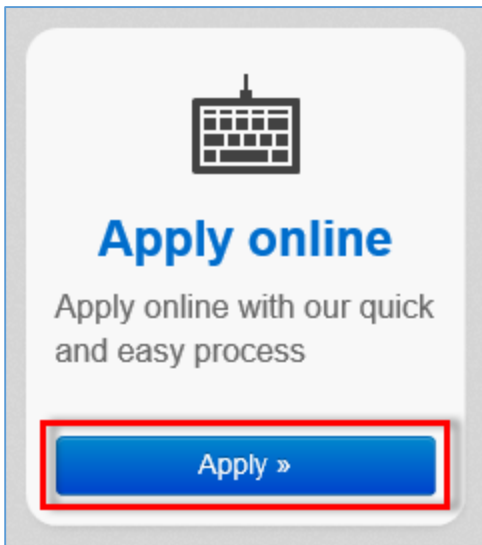 Apply online
Apply online with our quick
and easy process
Apply »